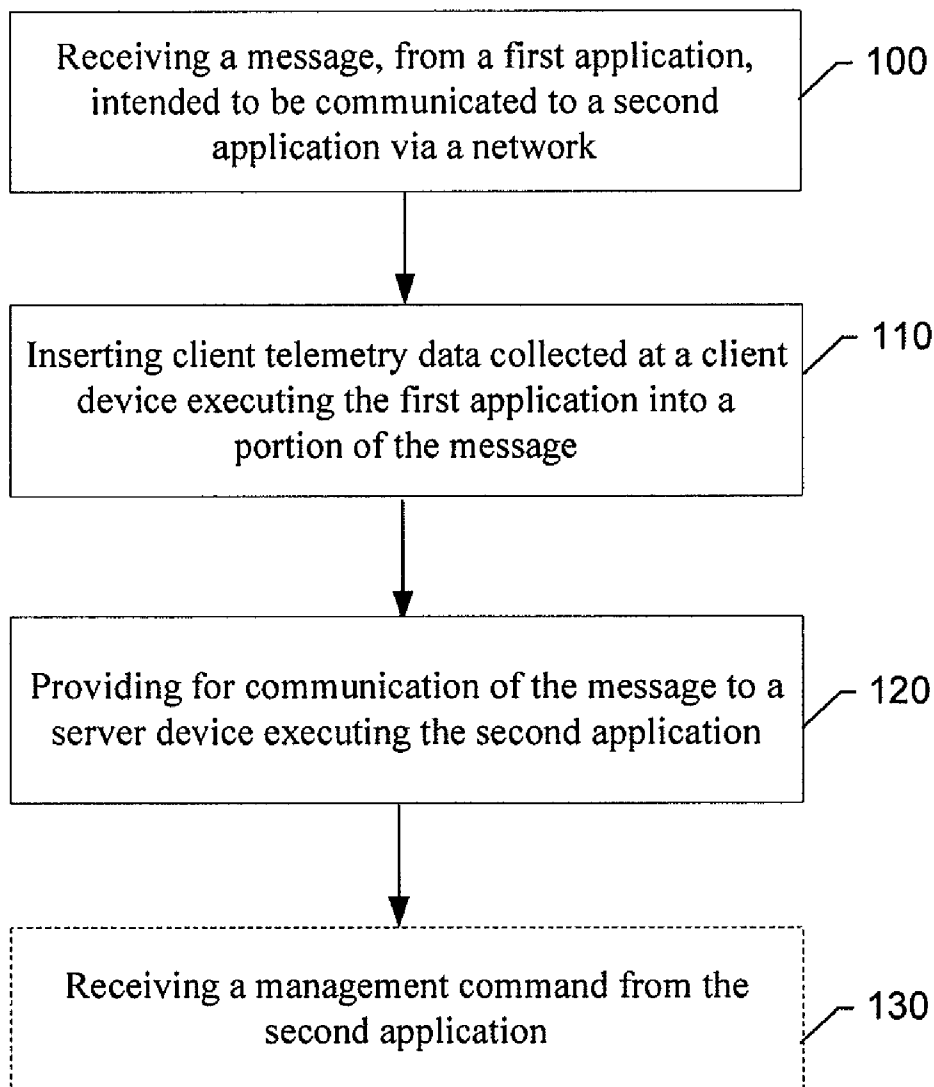 Receiving a message, from a first application,
intended to be communicated to a second
application via a network
100
Inserting client telemetry data collected at a client
device executing the first application into a
portion of the message
110
Providing for communication of the message to a
server device executing the second application
120
Receiving a management command from the
second application
130